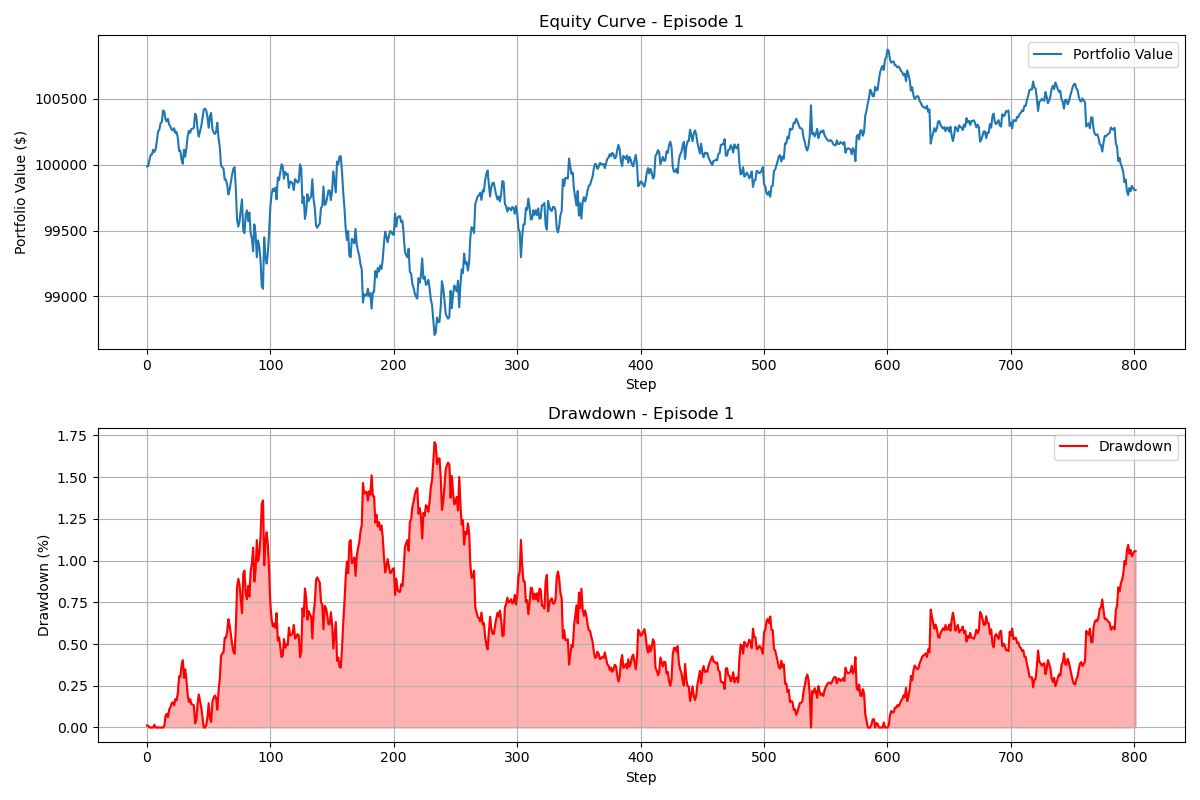 Equity Curve - Episode 1
Portfolio Value
Portfolio Value ($)
100500
100000
99500
99000
0 100 200 300 400 500 600 700 800
Step
Drawdown - Episode 1
Drawdown
Drawdown (%)
1.75
1.50
1.25
1.00
0.75
0.50
0.25
0.00
0 100 200 300 400 500 600 700 800
Step